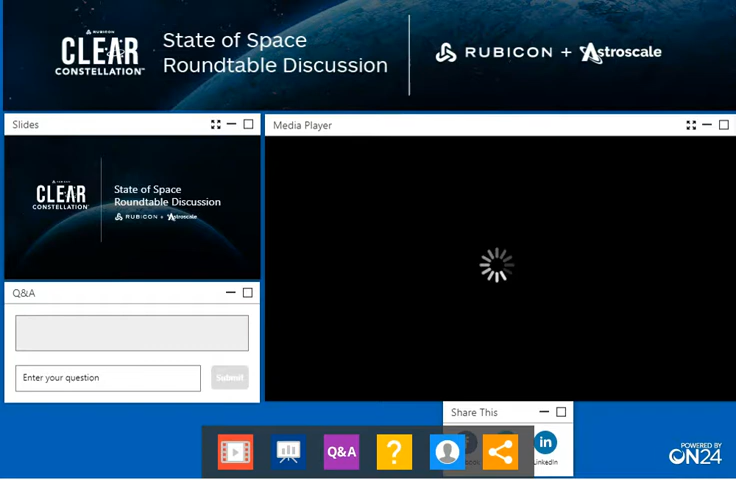 RUBICON
CLEAR
CONSTELLATION™
State of Space
Roundtable Discussion
RUBICON + Astroscale
Slides
Media Player
CLEAR
CONSTELLATION
State of Space
Roundtable Discussion
RUBICON + Astroscale
Q&A
Enter your question
Submit
Share This
in
LinkedIn
Q&A
?
POWERED BY
ON24